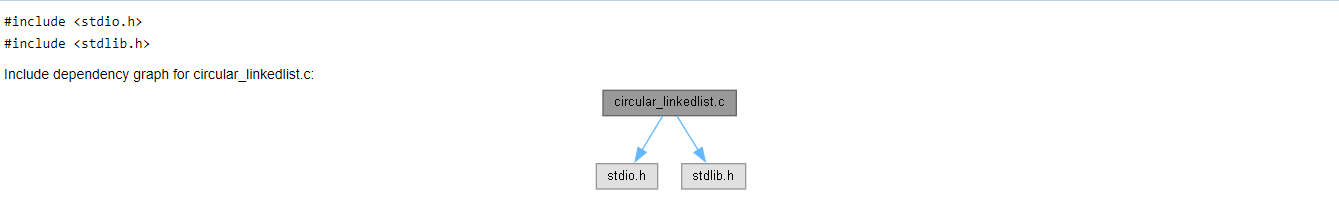 #include <stdio.h>
#include <stdlib.h>
Include dependency graph for circular_linkedlist.c:
circular_linkedlist.c
stdio.h
stdlib.h